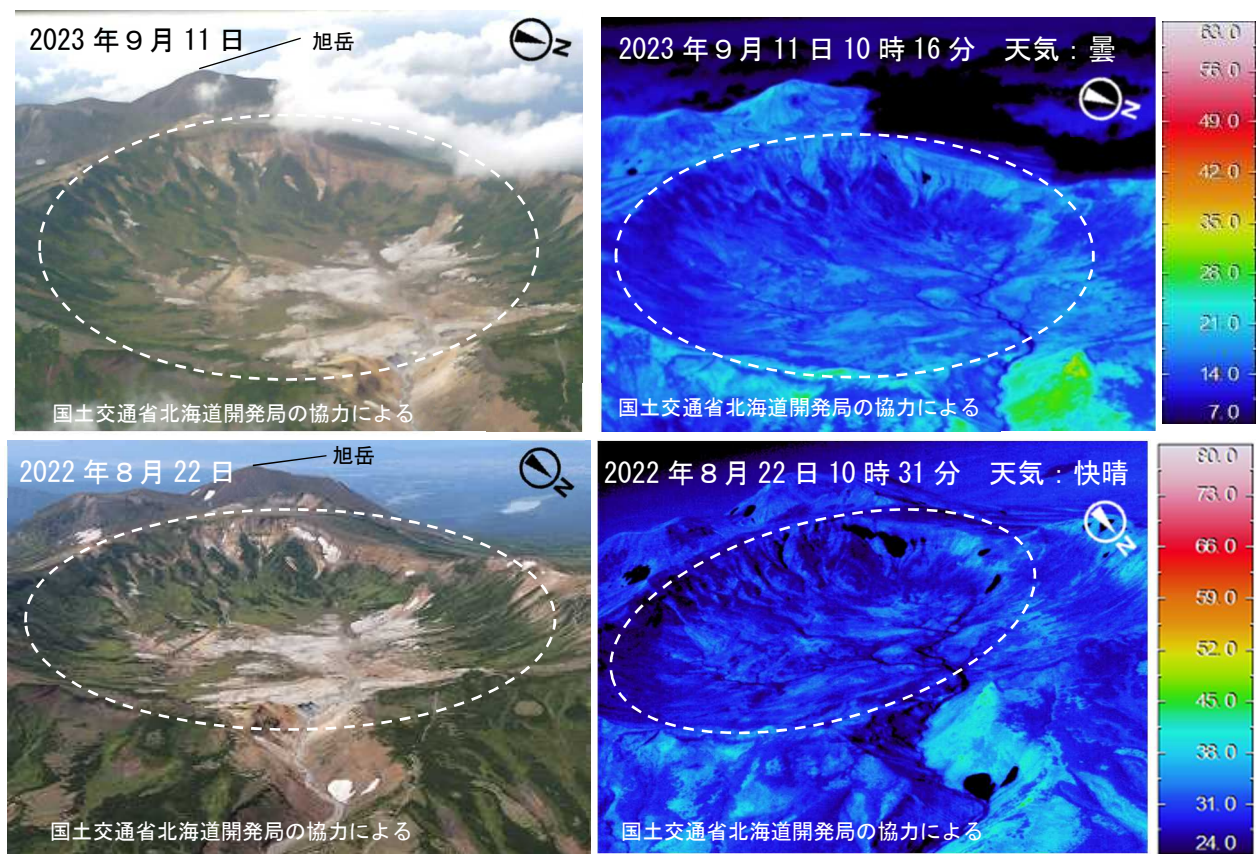 2023年9月11日
旭岳
N
国土交通省北海道開発局の協力による
2023年9月11日10時16分 天気:曇
N
国土交通省北海道開発局の協力による
63.0
56.0
49.0
42.0
35.0
28.0
21.0
14.0
7.0
2022年8月22日
旭岳
N
国土交通省北海道開発局の協力による
2022年8月22日10時31分 天気:快晴
N
国土交通省北海道開発局の協力による
80.0
73.0
66.0
59.0
52.0
45.0
38.0
31.0
24.0